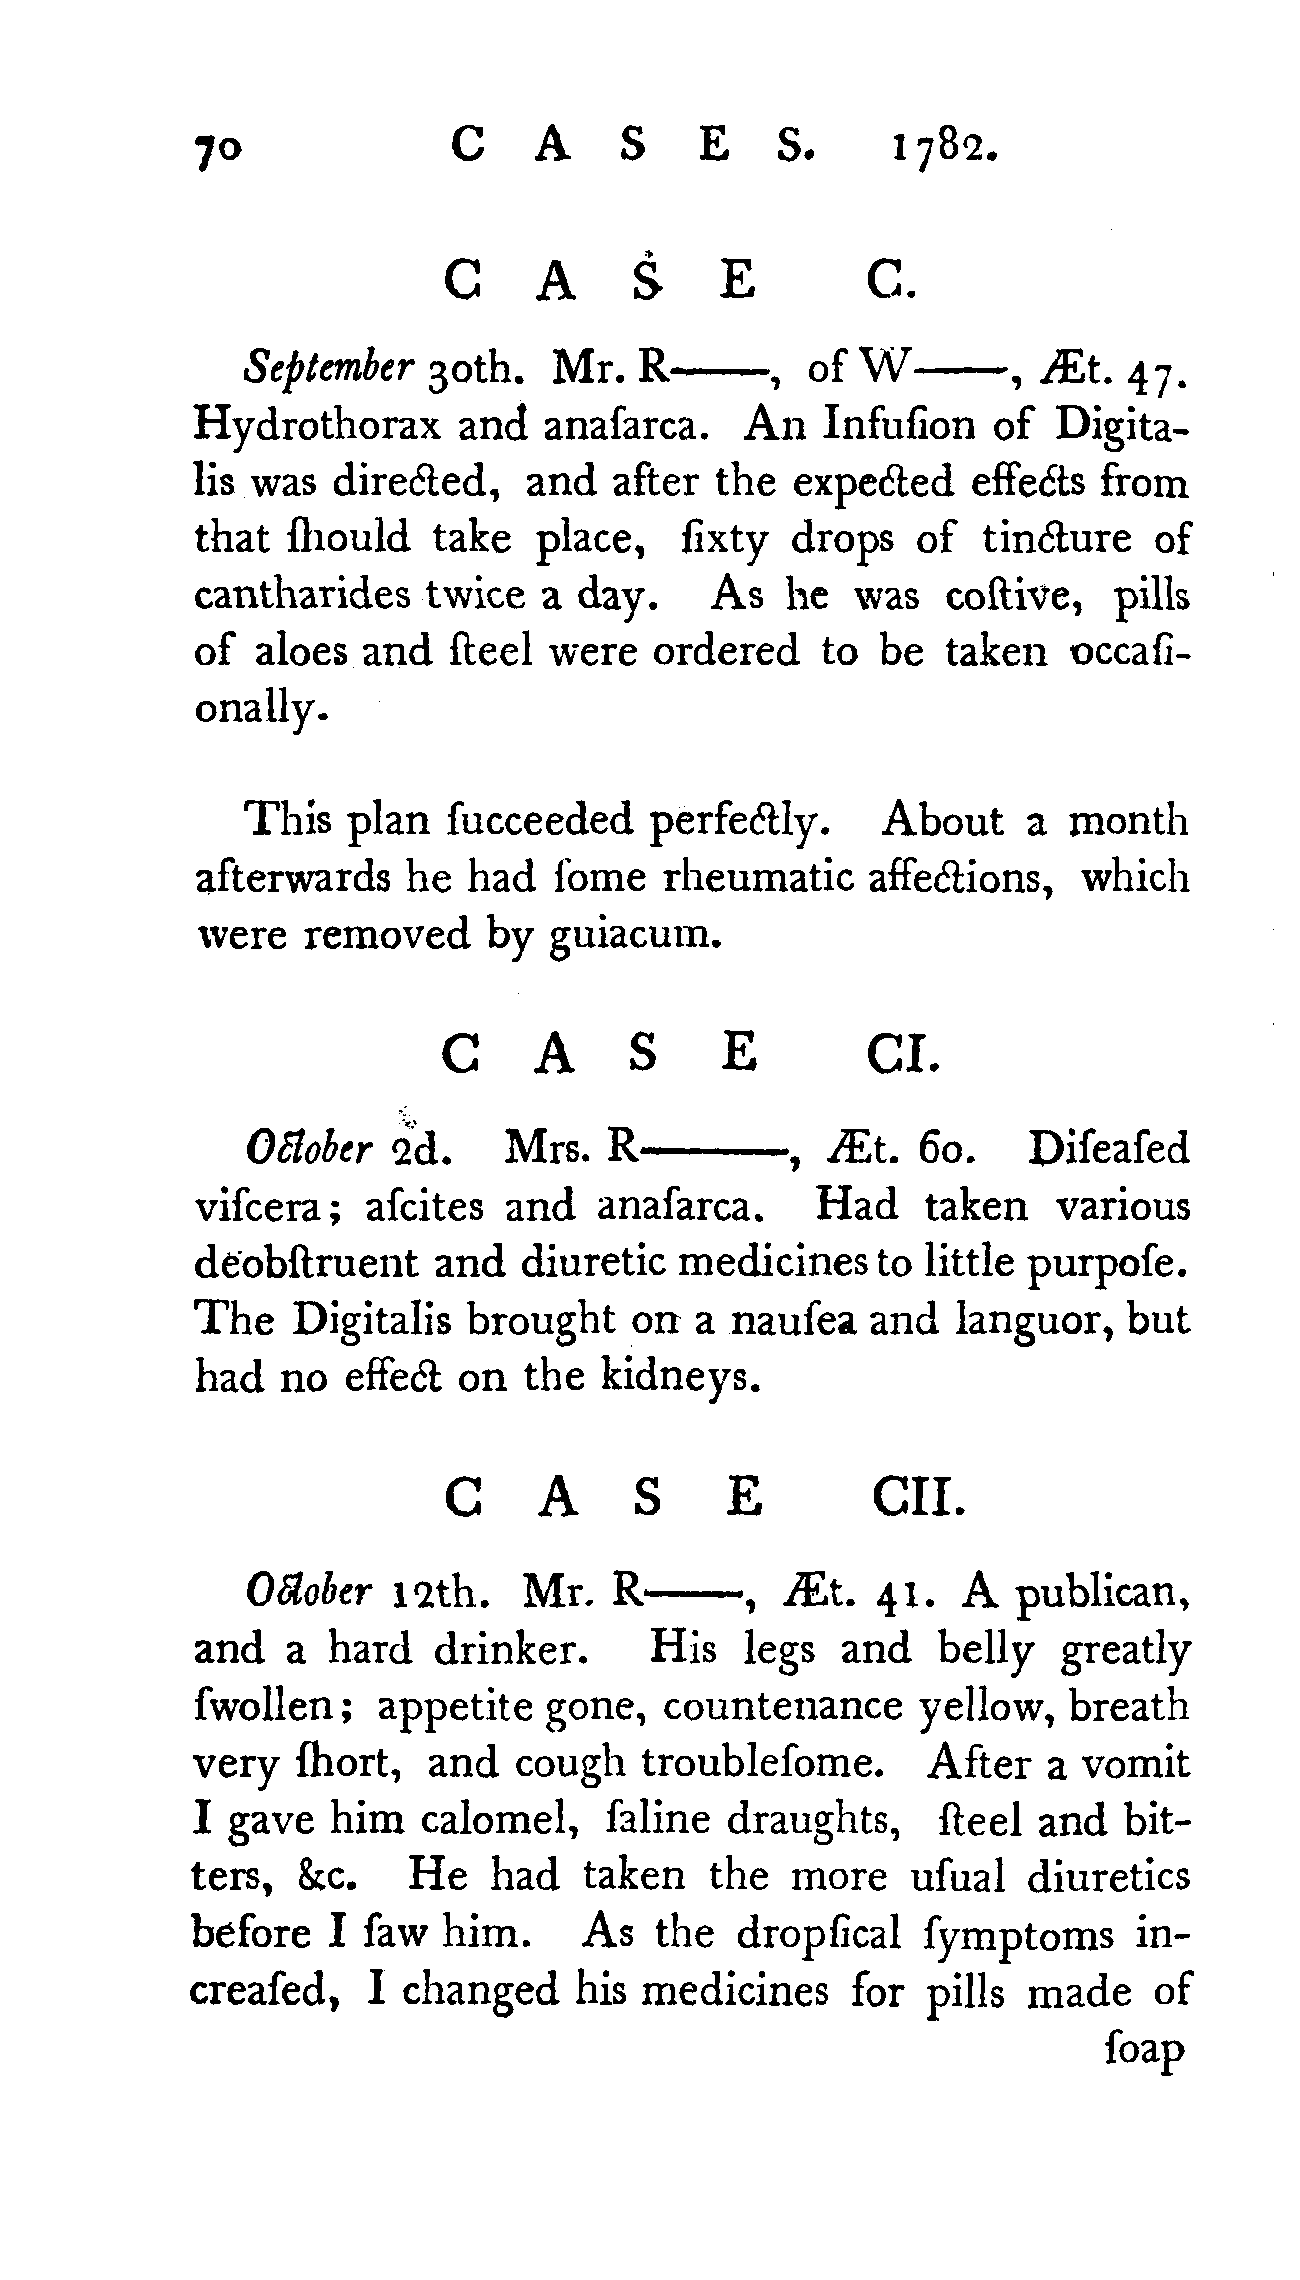 70 C A S E S. 1782.
C A S E C.
September 30th. Mr. R——, of W——, Æt. 47.
Hydrothorax and anaſarca. An Infuſion of Digita-
lis was directed, and after the expected effects from
that ſhould take place, ſixty drops of tincture of
cantharides twice a day. As he was coſtive, pills
of aloes and ſteel were ordered to be taken occaſi-
onally.
This plan ſucceeded perfectly. About a month
afterwards he had ſome rheumatic affections, which
were removed by guiacum.
C A S E CI.
October 2d. Mrs. R———, Æt. 60. Diſeaſed
viſcera; aſcites and anaſarca. Had taken various
deobſtruent and diuretic medicines to little purpoſe.
The Digitalis brought on a nauſea and languor, but
had no effect on the kidneys.
C A S E CII.
October 12th. Mr. R——, Æt. 41. A publican,
and a hard drinker. His legs and belly greatly
ſwollen; appetite gone, countenance yellow, breath
very ſhort, and cough troubleſome. After a vomit
I gave him calomel, ſaline draughts, ſteel and bit-
ters, &c. He had taken the more uſual diuretics
before I ſaw him. As the dropſical ſymptoms in-
creaſed, I changed his medicines for pills made of
ſoap